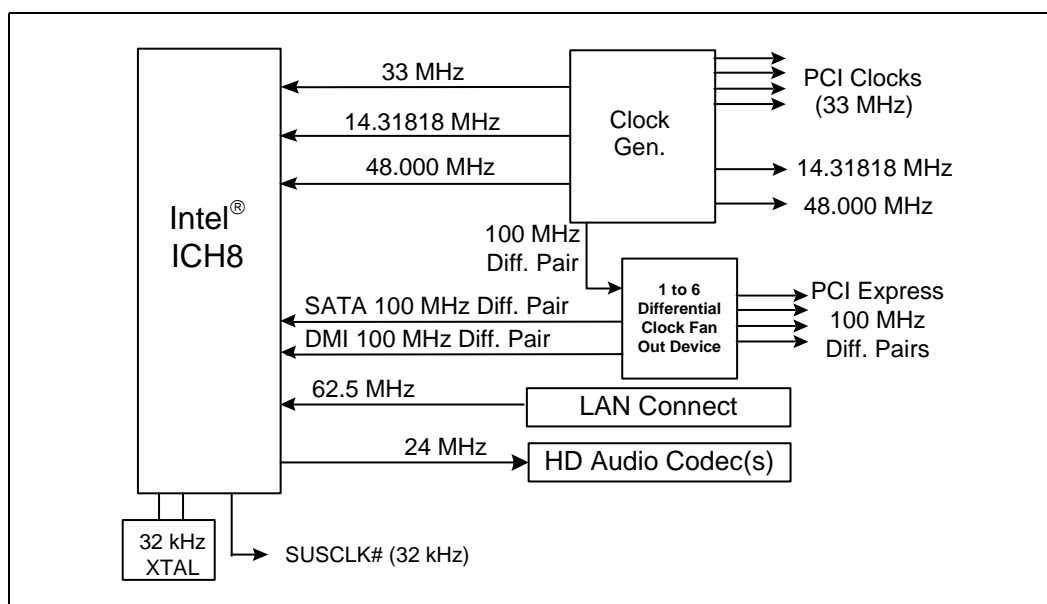 33 MHz
14.31818 MHz
48.000 MHz
Intel®
ICH8
Clock
Gen.
PCI Clocks
(33 MHz)
14.31818 MHz
48.000 MHz
100 MHz
Diff. Pair
1 to 6
Differential
Clock Fan
Out Device
PCI Express
100 MHz
Diff. Pairs
SATA 100 MHz Diff. Pair
DMI 100 MHz Diff. Pair
62.5 MHz
LAN Connect
24 MHz
HD Audio Codec(s)
32 kHz
XTAL
SUSCLK# (32 kHz)